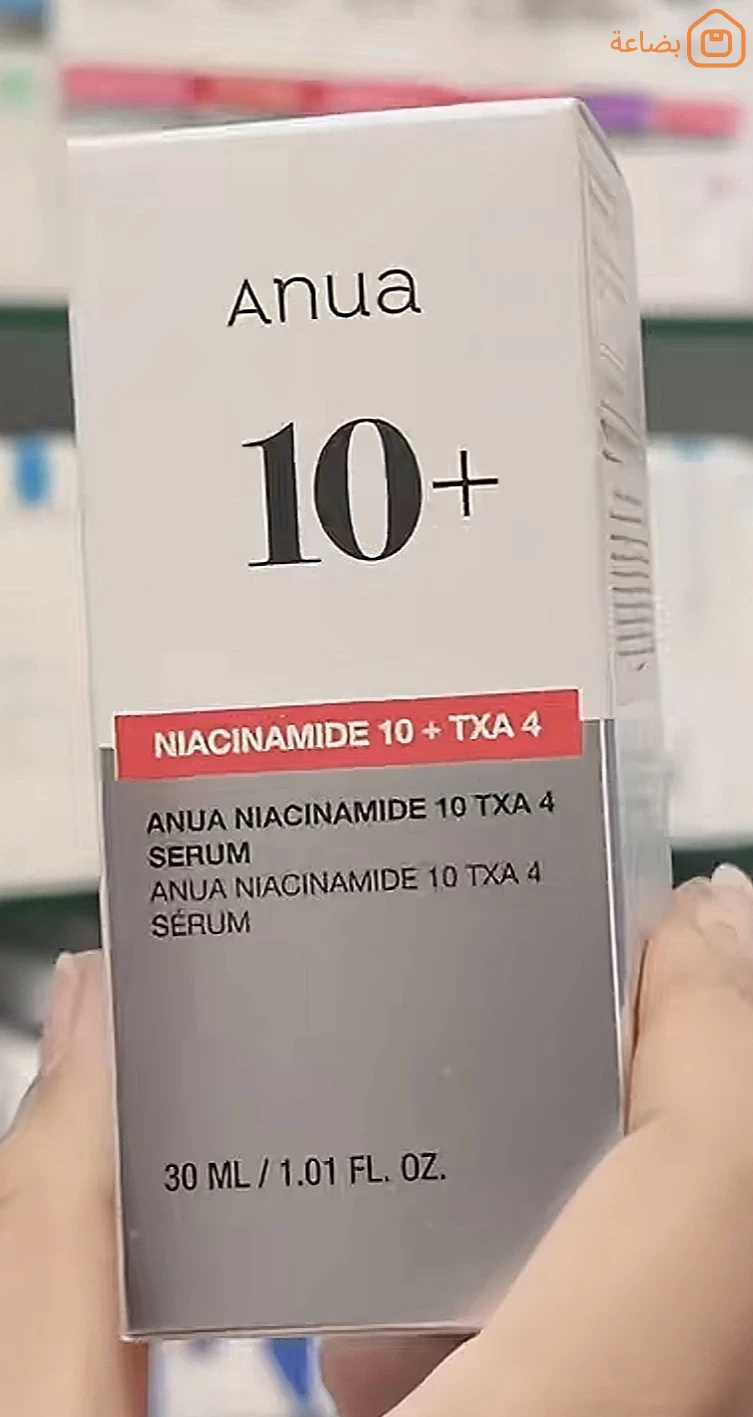 بضاعة
Anua
10+
NIACINAMIDE 10 + TXA 4
ANUA NIACINAMIDE 10 TXA 4
SERUM
ANUA NIACINAMIDE 10 TXA 4
SÉRUM
30 ML / 1.01 FL. OZ.